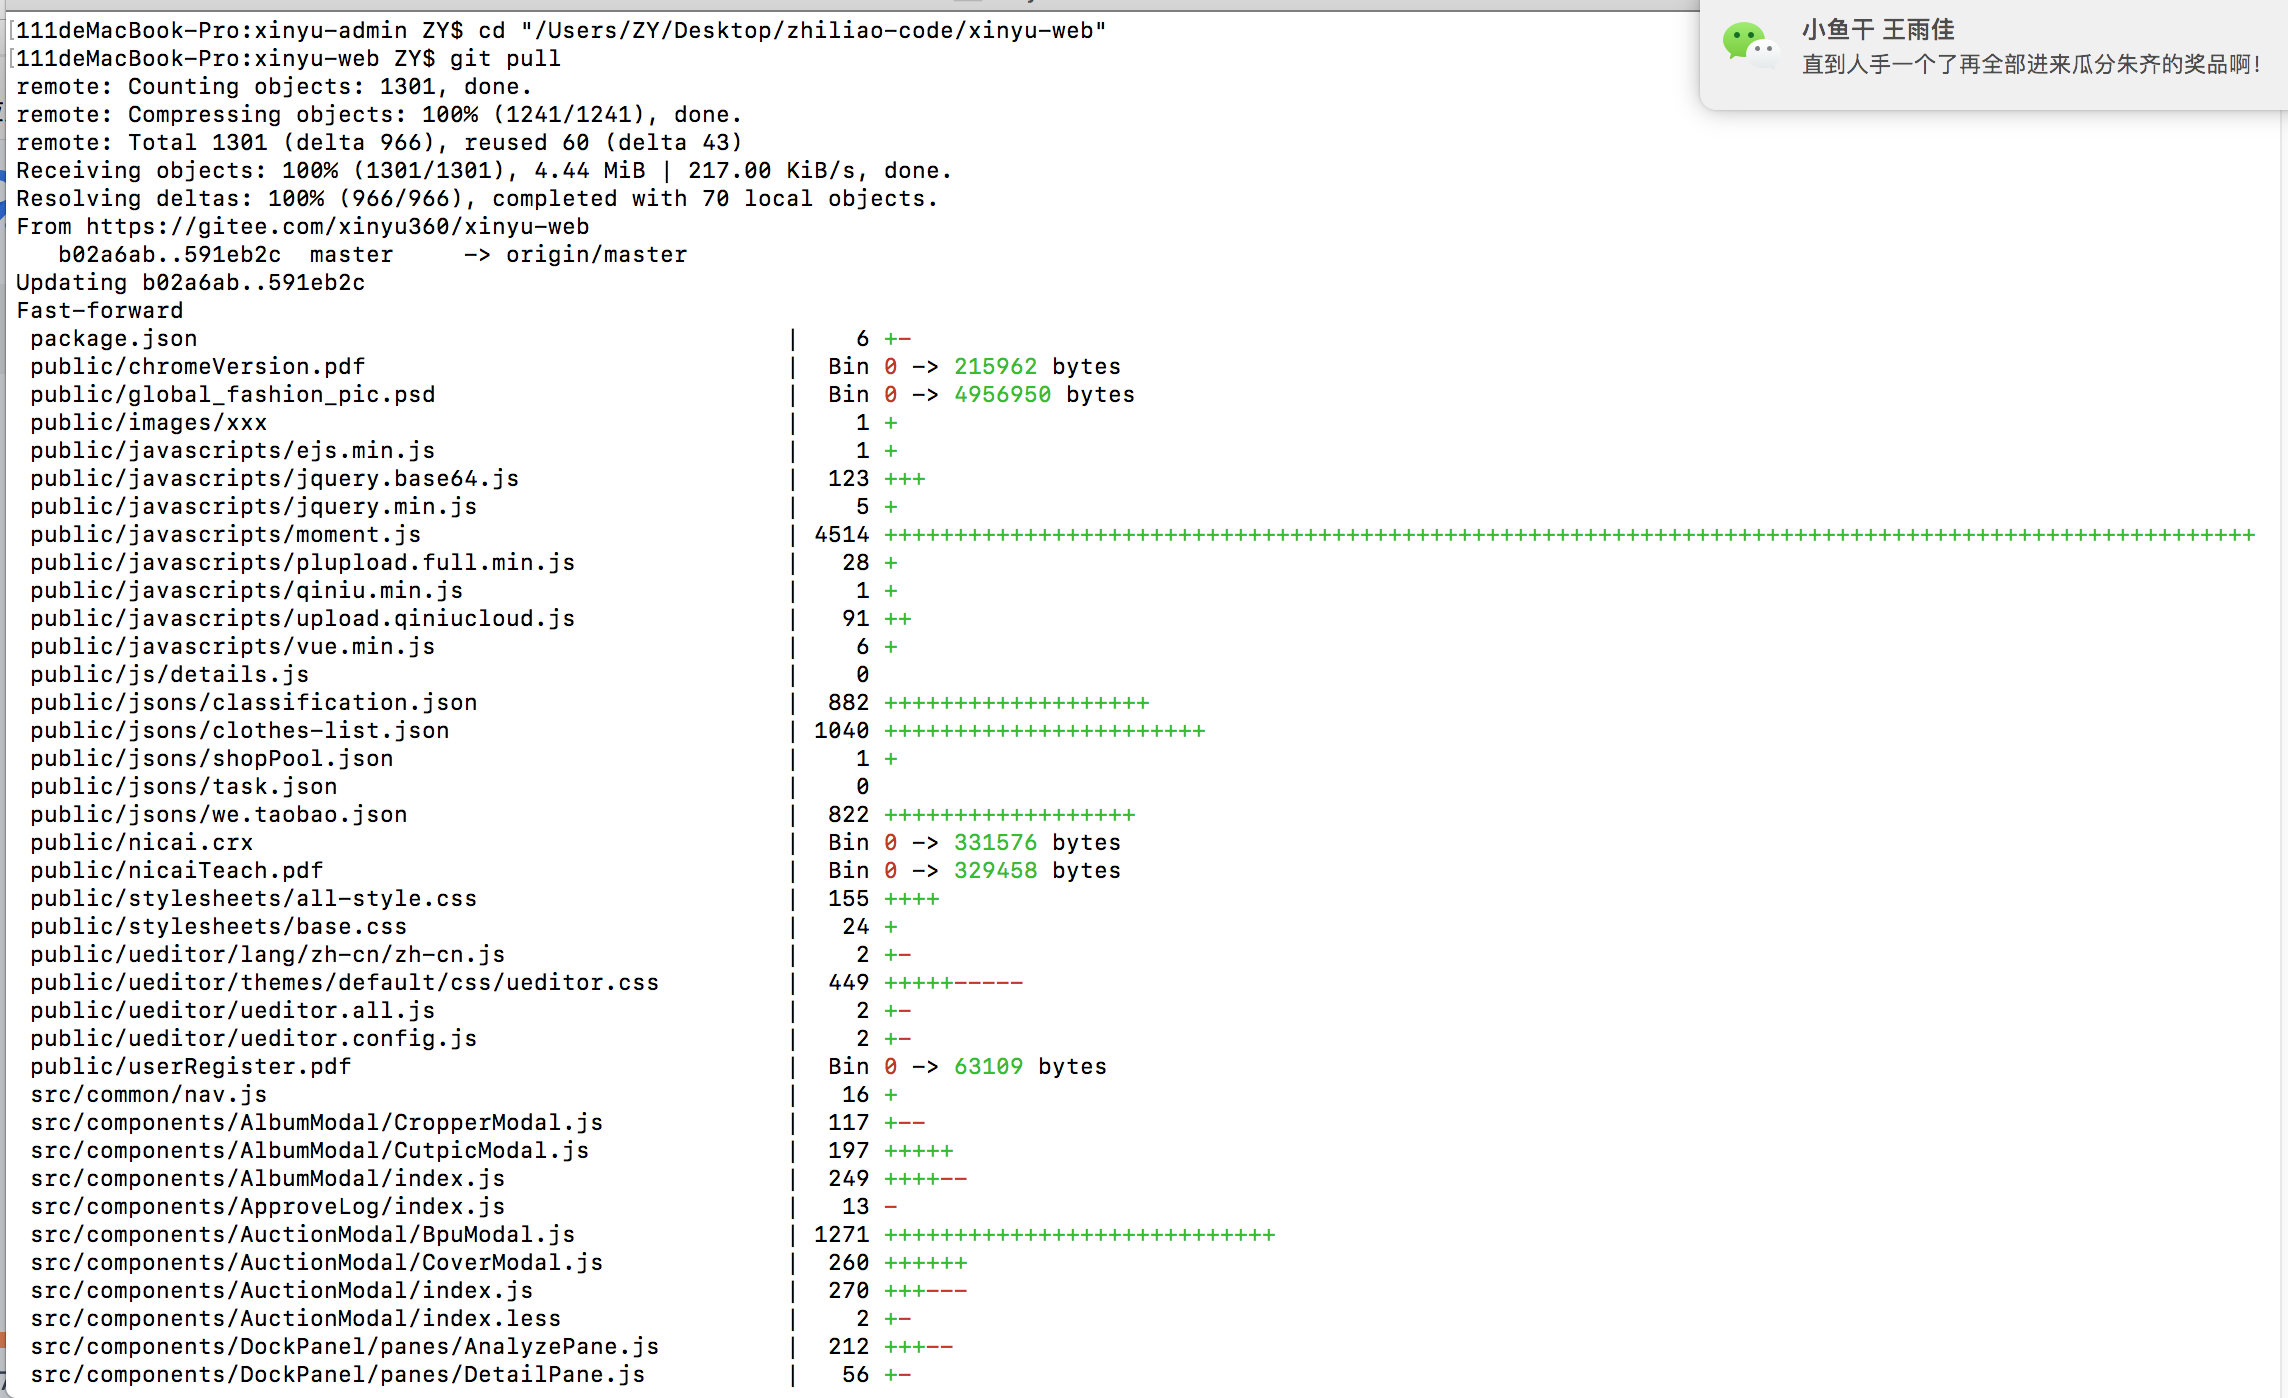 111deMacBook-Pro:xinyu-admin ZY$ cd "/Users/ZY/Desktop/zhiliao-code/xinyu-web"
111deMacBook-Pro:xinyu-web ZY$ git pull
remote: Counting objects: 1301, done.
remote: Compressing objects: 100% (1241/1241), done.
remote: Total 1301 (delta 966), reused 60 (delta 43)
Receiving objects: 100% (1301/1301), 4.44 MiB | 217.00 KiB/s, done.
Resolving deltas: 100% (966/966), completed with 70 local objects.
From https://gitee.com/xinyu360/xinyu-web
b02a6ab..591eb2c  master     -> origin/master
Updating b02a6ab..591eb2c
Fast-forward
package.json | 6 +-
public/chromeVersion.pdf | Bin 0 -> 215962 bytes
public/global_fashion_pic.psd | Bin 0 -> 4956950 bytes
public/images/xxx | 1 +
public/javascripts/ejs.min.js | 1 +
public/javascripts/jquery.base64.js | 123 +++
public/javascripts/jquery.min.js | 5 +
public/javascripts/moment.js | 4514 ++++++++++++++++++++++++++++++++++++++++++++++++++++++++++++++++++++++++++++++++++++++++++++++++++
public/javascripts/plupload.full.min.js | 28 +
public/javascripts/qiniu.min.js | 1 +
public/javascripts/upload.qiniucloud.js | 91 ++
public/javascripts/vue.min.js | 6 +
public/js/details.js | 0
public/jsons/classification.json | 882 +++++++++++++++++++
public/jsons/clothes-list.json | 1040 +++++++++++++++++++++++
public/jsons/shopPool.json | 1 +
public/jsons/task.json | 0
public/jsons/we.taobao.json | 822 ++++++++++++++++++
public/nicai.crx | Bin 0 -> 331576 bytes
public/nicaiTeach.pdf | Bin 0 -> 329458 bytes
public/stylesheets/all-style.css | 155 ++++
public/stylesheets/base.css | 24 +
public/ueditor/lang/zh-cn/zh-cn.js | 2 +-
public/ueditor/themes/default/css/ueditor.css | 449 +++++-----
public/ueditor/ueditor.all.js | 2 +-
public/ueditor/ueditor.config.js | 2 +-
public/userRegister.pdf | Bin 0 -> 63109 bytes
src/common/nav.js | 16 +
src/components/AlbumModal/CropperModal.js | 117 +--
src/components/AlbumModal/CutpicModal.js | 197 +++++
src/components/AlbumModal/index.js | 249 ++++--
src/components/ApproveLog/index.js | 13 -
src/components/AuctionModal/BpuModal.js | 1271 ++++++++++++++++++++++++++++
src/components/AuctionModal/CoverModal.js | 260 ++++++
src/components/AuctionModal/index.js | 270 +++---
src/components/AuctionModal/index.less | 2 +-
src/components/DockPanel/panes/AnalyzePane.js | 212 +++--
src/components/DockPanel/panes/DetailPane.js | 56 +-
小鱼干 王雨佳
直到人手一个了再全部进来瓜分朱齐的奖品啊!